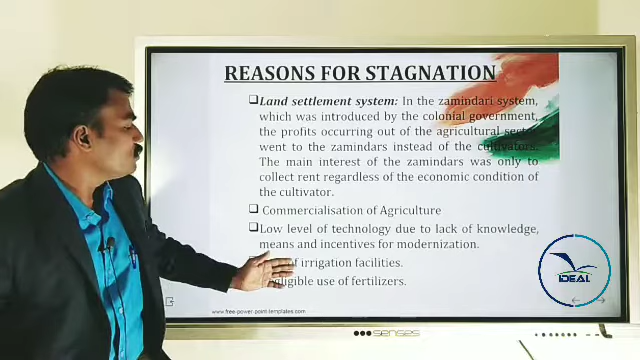 REASONS FOR STAGNATION
Land settlement system: In the zamindari system,
which was introduced by the colonial government,
the profits occurring out of the agricultural sector
went to the zamindars instead of the cultivators.
The main interest of the zamindars was only to
collect rent regardless of the economic condition of
the cultivator.
Commercialisation of Agriculture
Low level of technology due to lack of knowledge,
means and incentives for modernization.
of irrigation facilities.
use of fertilizers.
www.free-power-point-templates.com
IDEAL
senses